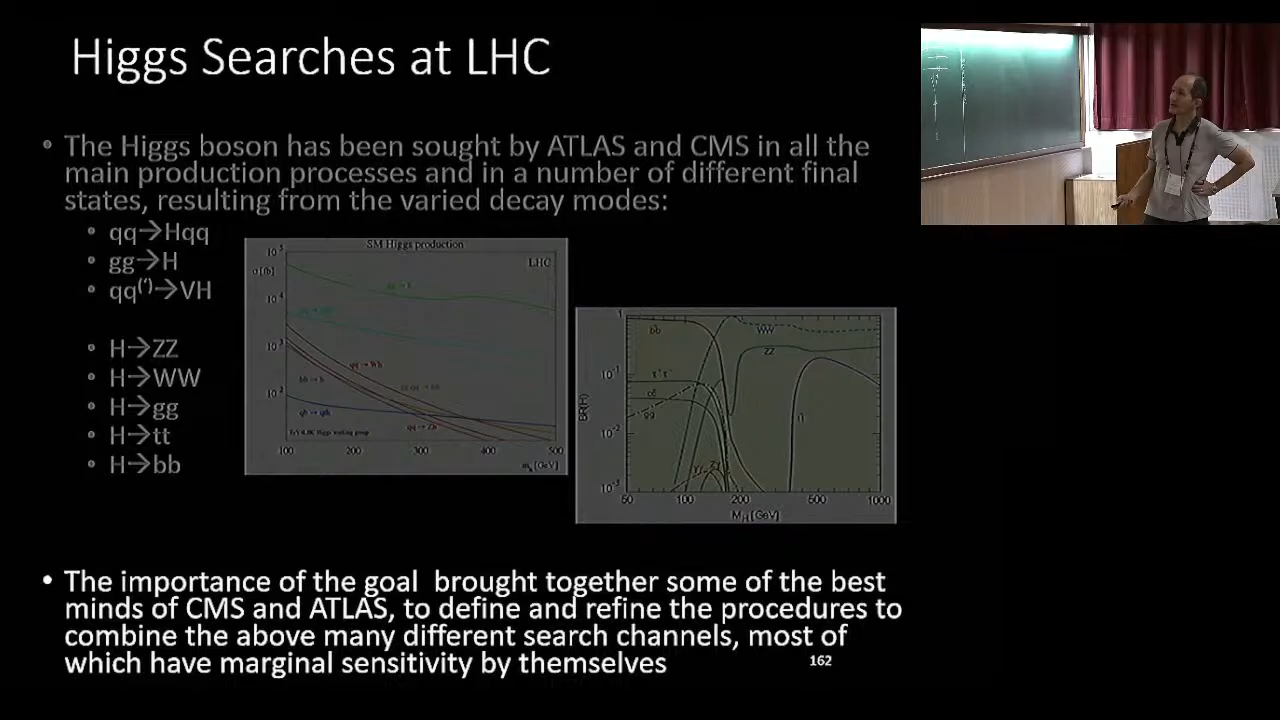 Higgs Searches at LHC
• The Higgs boson has been sought by ATLAS and CMS in all the
main production processes and in a number of different final
states, resulting from the varied decay modes:
• qq→Hqq
• gg→H
• qq(')→VH
• H→ZZ
• H→WW
• H→gg
• H→tt
• H→bb
SM Higgs production
LHC
σ [fb]
10⁵
10⁴
10³
10²
qq → Wh
bb → h
qb → qth
qq → Zh
TeV4LHC Higgs working group
100 200 300 400 500
mₕ [GeV]
BR(H)
1
10⁻¹
10⁻²
10⁻³
bb
WW
ZZ
τ⁺τ⁻
cc
gg
γγ
Zγ
50 100 200 500 1000
M_H [GeV]
• The importance of the goal brought together some of the best
minds of CMS and ATLAS, to define and refine the procedures to
combine the above many different search channels, most of
which have marginal sensitivity by themselves
162